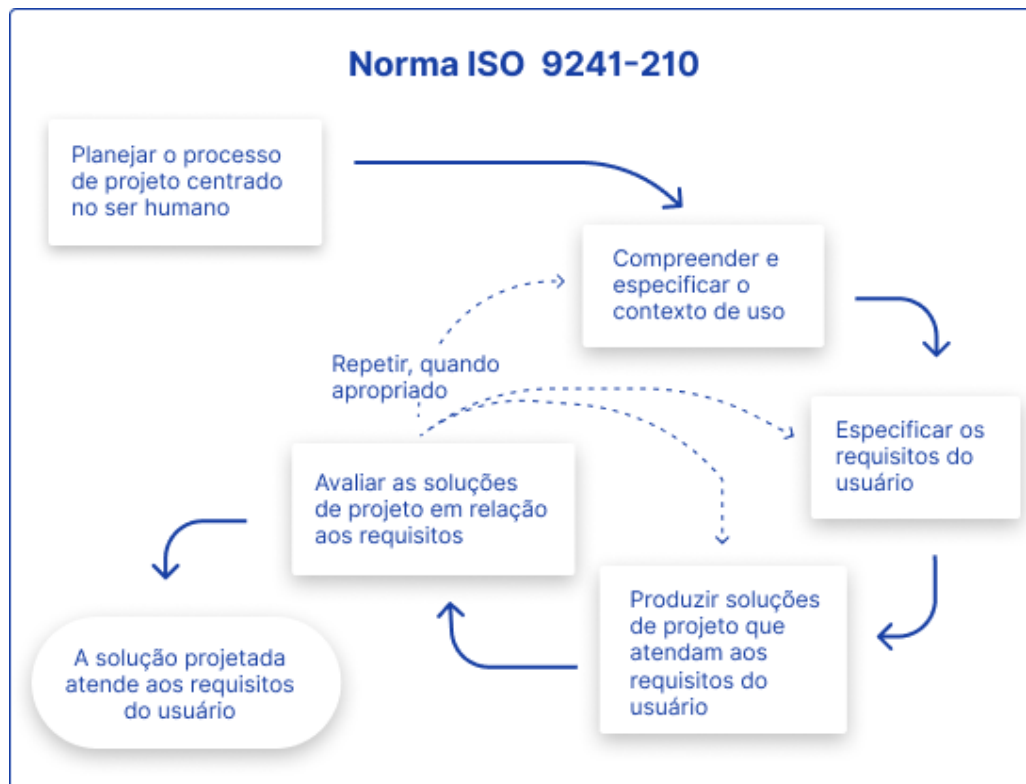 Norma ISO 9241-210
Planejar o processo
de projeto centrado
no ser humano
Compreender e
especificar o
contexto de uso
Repetir, quando
apropriado
Especificar os
requisitos do
usuário
Avaliar as soluções
de projeto em relação
aos requisitos
Produzir soluções
de projeto que
atendam aos
requisitos do
usuário
A solução projetada
atende aos requisitos
do usuário